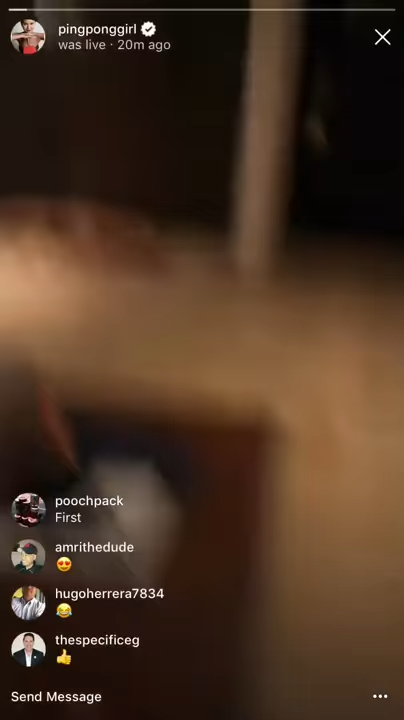 pingponggirl
was live · 20m ago
poochpack
First
amrithedude
😍
hugoherrera7834
😂
thespecificeg
👍
Send Message